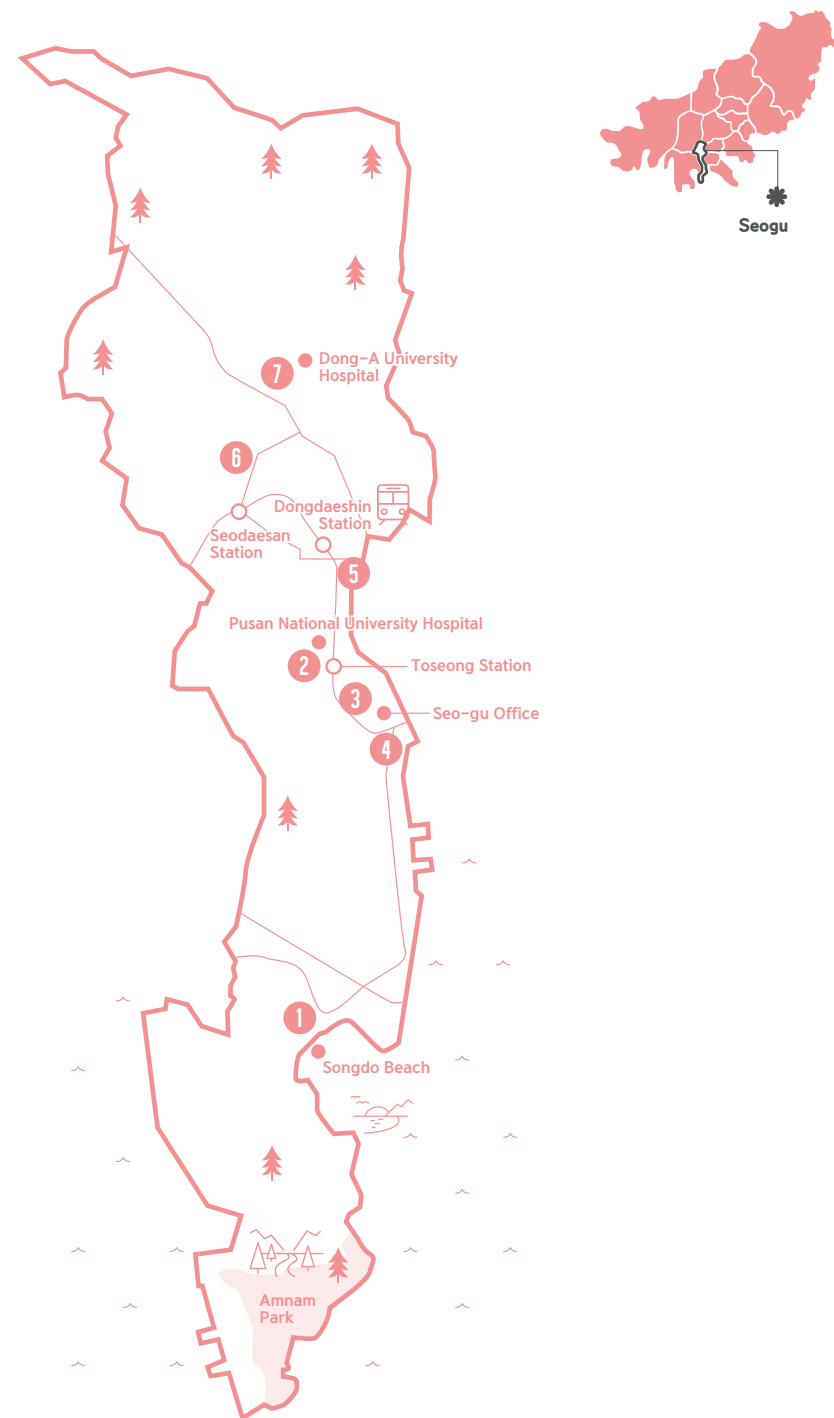 Seogu
Dong-A University
Hospital
7
6
Dongdaeshin
Station
Seodaesan
Station
5
Pusan National University Hospital
2
Toseong Station
3
Seo-gu Office
4
1
Songdo Beach
Amnam
Park